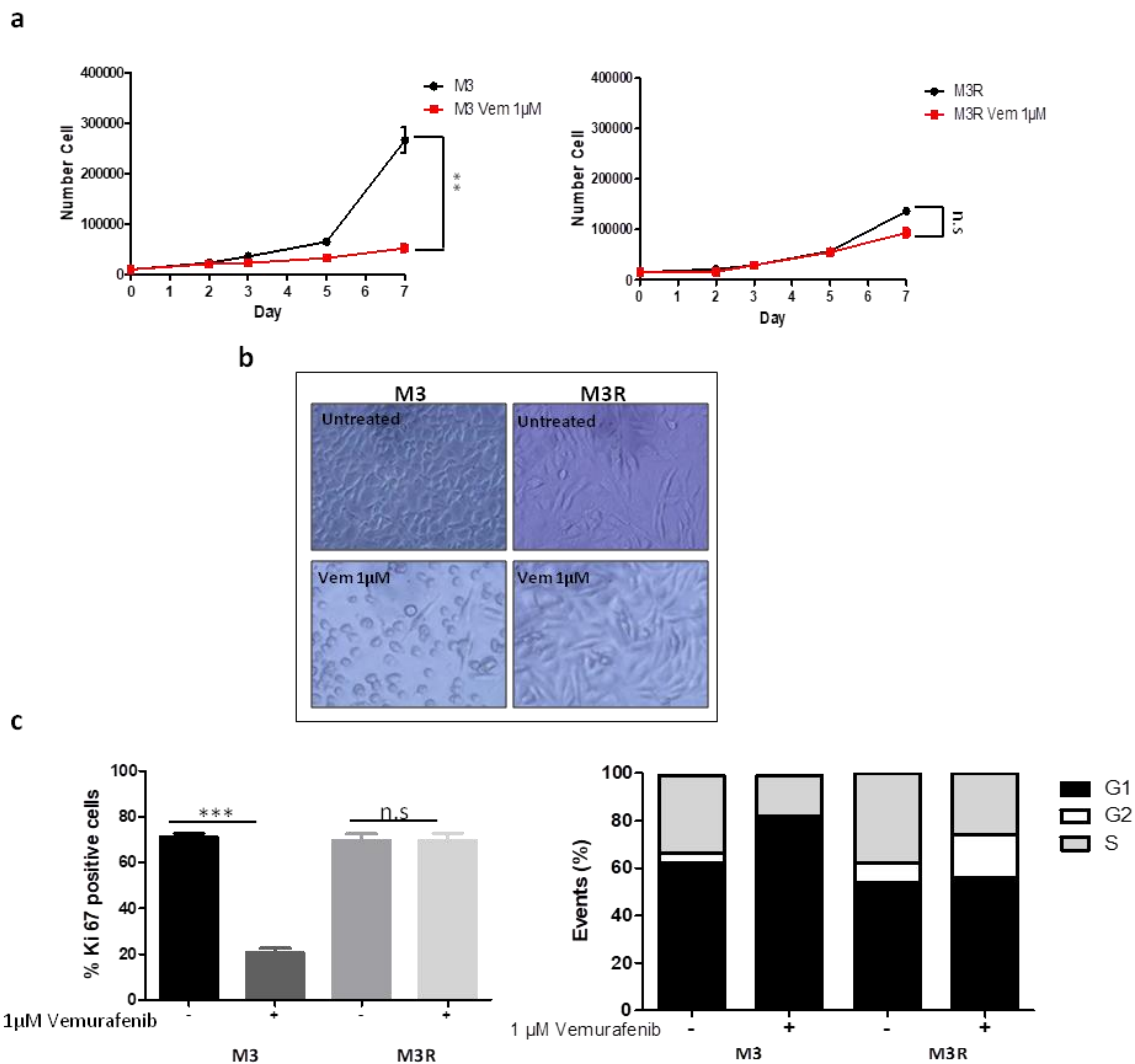 a
400000
300000
200000
100000
0
Number Cell
0 1 2 3 4 5 6 7
Day
M3
M3 Vem 1µM
**
400000
300000
200000
100000
0
Number Cell
0 1 2 3 4 5 6 7
Day
M3R
M3R Vem 1µM
n.s
b
M3 M3R
Untreated Untreated
Vem 1µM Vem 1µM
c
100
80
60
40
20
0
% Ki 67 positive cells
*** n.s
1µM Vemurafenib - + - +
M3 M3R
100
80
60
40
20
0
Events (%)
G1
G2
S
1 µM Vemurafenib - + - +
M3 M3R